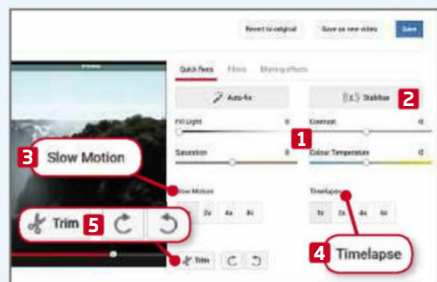 Revert to original Save as new video Save
Quick fixes Filters Blurring effects
Auto-fix Stabilise 2
Fill Light 0 Contrast 0
1
Saturation 0 Colour Temperature 0
3 Slow Motion
Slow Motion Timelapse
2x 4x 8x 1x 2x 4x 6x
5 Trim
4 Timelapse
Trim